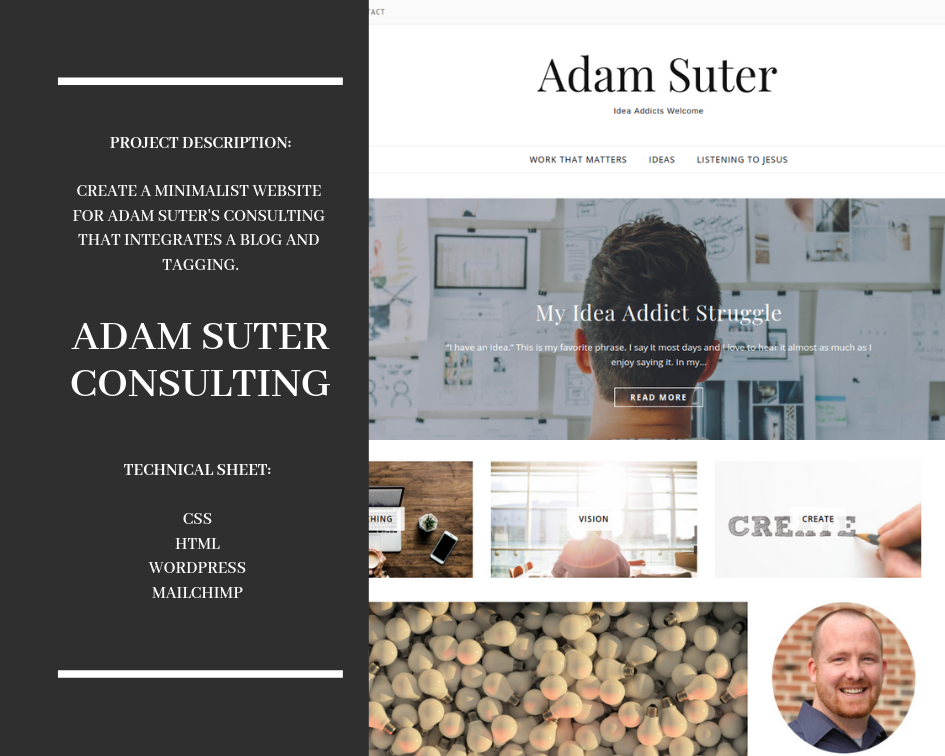 PROJECT DESCRIPTION:
CREATE A MINIMALIST WEBSITE
FOR ADAM SUTER'S CONSULTING
THAT INTEGRATES A BLOG AND
TAGGING.
ADAM SUTER
CONSULTING
TECHNICAL SHEET:
CSS
HTML
WORDPRESS
MAILCHIMP
TACT
Adam Suter
Idea Addicts Welcome
WORK THAT MATTERS IDEAS LISTENING TO JESUS
My Idea Addict Struggle
"I have an Idea." This is my favorite phrase. I say it most days and I love to hear it almost as much as I
enjoy saying it. In my...
READ MORE
HING VISION CREATE